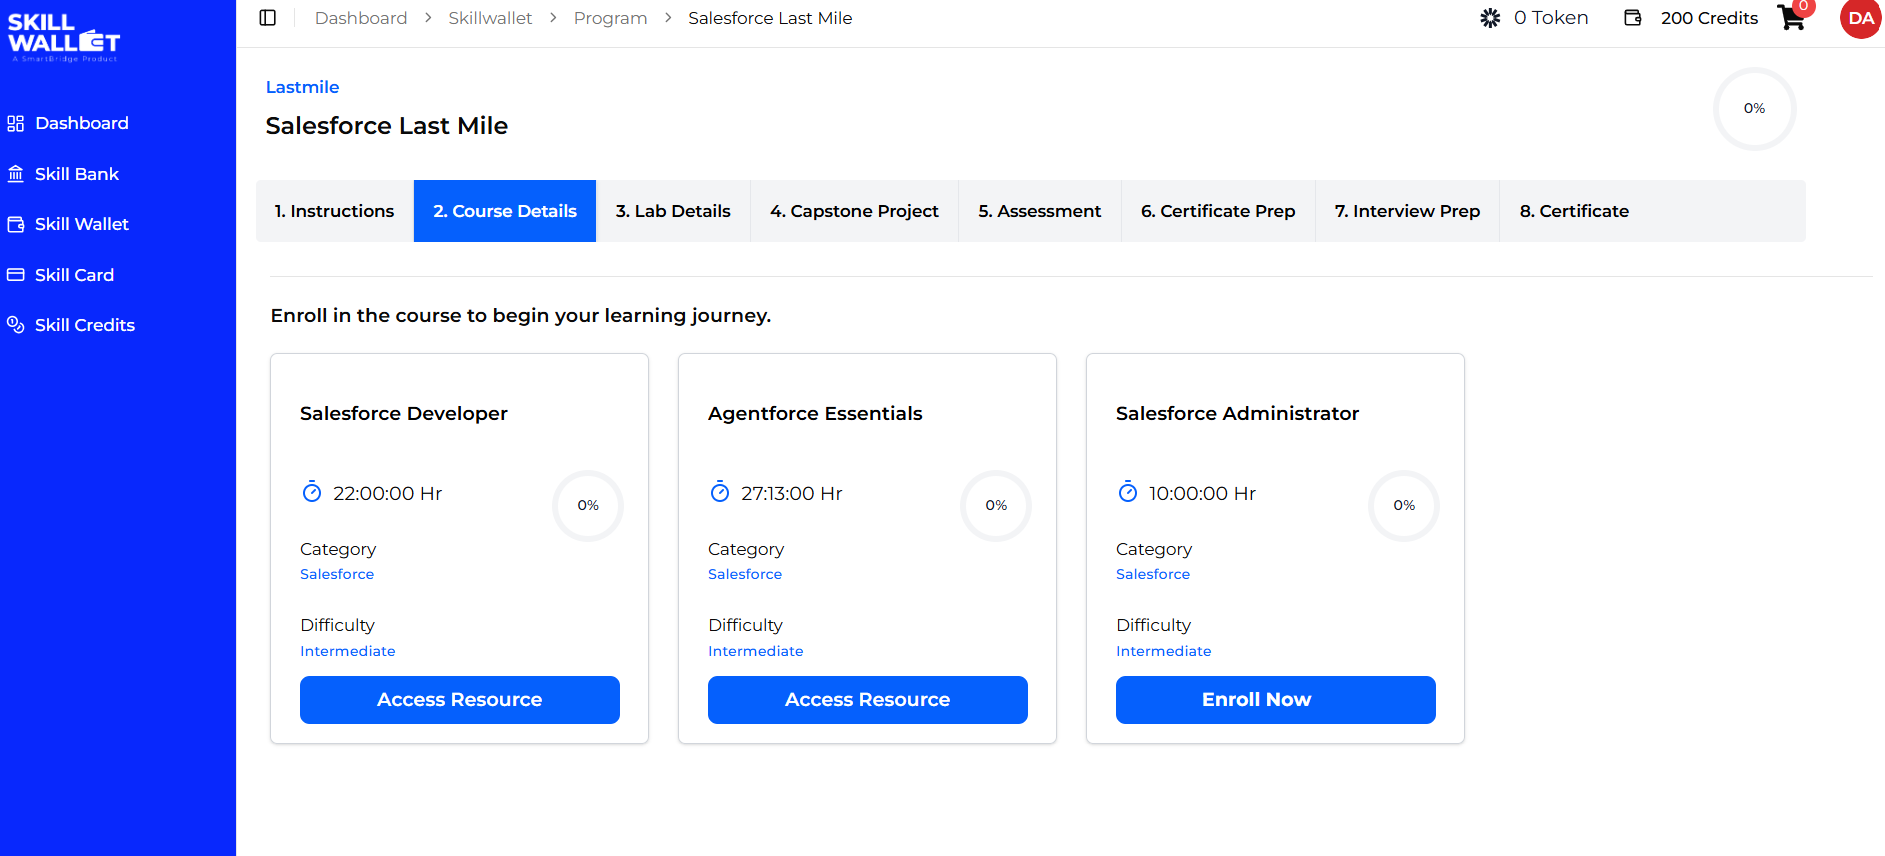 SKILL
WALLET
A SmartBridge Product
Dashboard
Skill Bank
Skill Wallet
Skill Card
Skill Credits
Dashboard > Skillwallet > Program > Salesforce Last Mile
0 Token
200 Credits
0
DA
Lastmile
Salesforce Last Mile
0%
1. Instructions
2. Course Details
3. Lab Details
4. Capstone Project
5. Assessment
6. Certificate Prep
7. Interview Prep
8. Certificate
Enroll in the course to begin your learning journey.
Salesforce Developer
22:00:00 Hr
0%
Category
Salesforce
Difficulty
Intermediate
Access Resource
Agentforce Essentials
27:13:00 Hr
0%
Category
Salesforce
Difficulty
Intermediate
Access Resource
Salesforce Administrator
10:00:00 Hr
0%
Category
Salesforce
Difficulty
Intermediate
Enroll Now